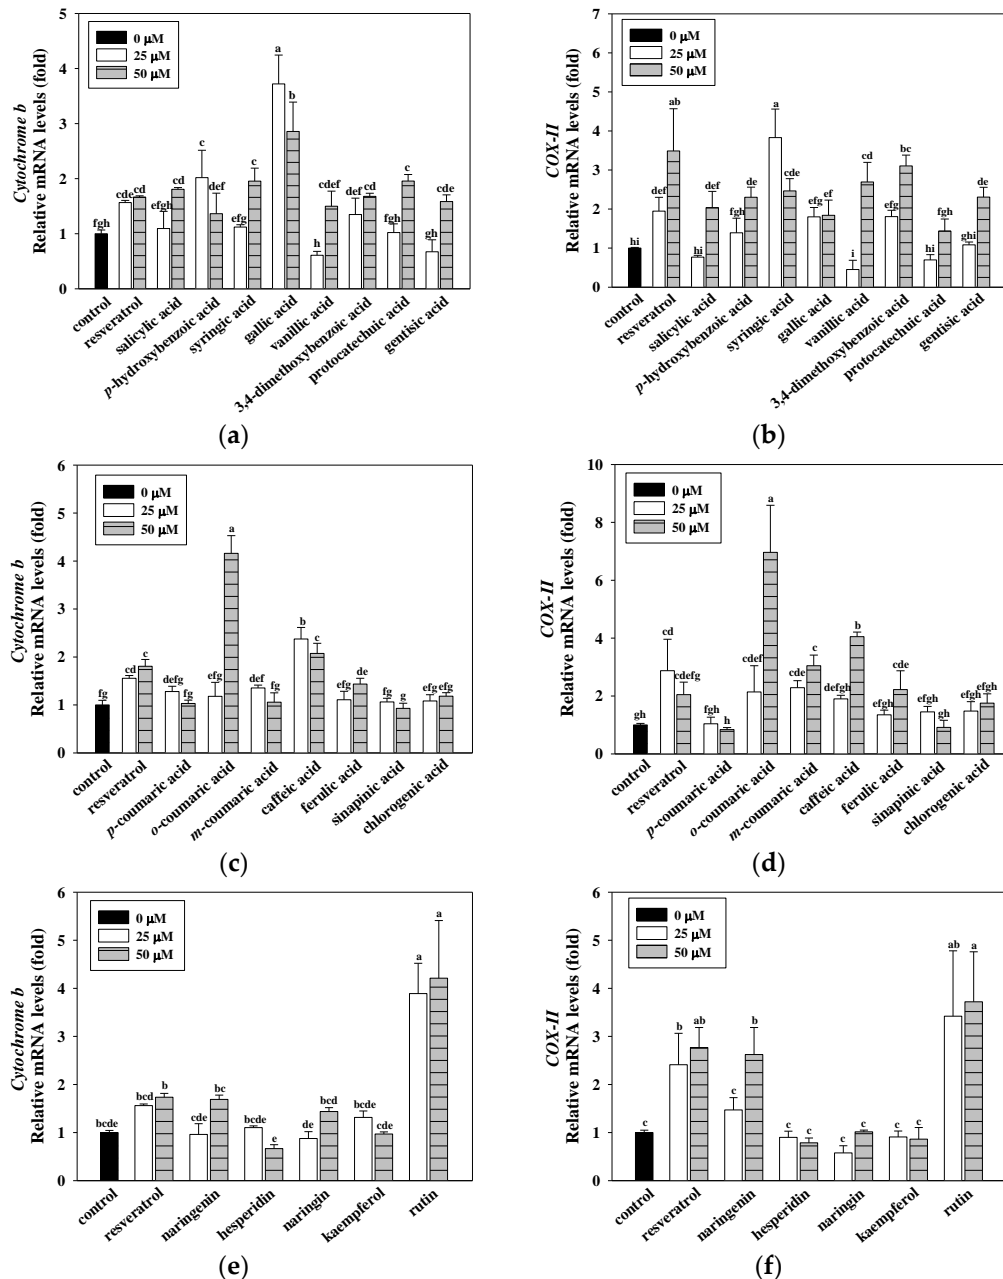 Cytochrome b
Relative mRNA levels (fold)
5
4
3
2
1
0
0 μM
25 μM
50 μM
fgh
cde
cd
efgh
cd
c
def
efg
c
a
b
h
cdef
def
cd
gh
c
gh
cde
control
resveratrol
salicylic acid
p-hydroxybenzoic acid
syringic acid
gallic acid
vanillic acid
3,4-dimethoxybenzoic acid
protocatechuic acid
gentisic acid
(a)
COX-II
Relative mRNA levels (fold)
7
6
5
4
3
2
1
0
0 μM
25 μM
50 μM
hi
def
ab
hi
de
fgh
de
a
cde
efg
ef
i
cd
efg
bc
hi
fgh
ghi
de
control
resveratrol
salicylic acid
p-hydroxybenzoic acid
syringic acid
gallic acid
vanillic acid
3,4-dimethoxybenzoic acid
protocatechuic acid
gentisic acid
(b)
Cytochrome b
Relative mRNA levels (fold)
6
5
4
3
2
1
0
0 μM
25 μM
50 μM
fg
cd
c
defg
fg
efg
a
def
fg
b
c
efg
de
fg
g
efg
efg
control
resveratrol
p-coumaric acid
o-coumaric acid
m-coumaric acid
caffeic acid
ferulic acid
sinapinic acid
chlorogenic acid
(c)
COX-II
Relative mRNA levels (fold)
10
8
6
4
2
0
0 μM
25 μM
50 μM
gh
cd
cdefg
fgh
h
cdef
a
cde
c
defgh
b
efgh
cde
efgh
gh
efgh
efgh
control
resveratrol
p-coumaric acid
o-coumaric acid
m-coumaric acid
caffeic acid
ferulic acid
sinapinic acid
chlorogenic acid
(d)
Cytochrome b
Relative mRNA levels (fold)
6
5
4
3
2
1
0
0 μM
25 μM
50 μM
bcde
bcd
b
cde
bc
bcde
e
de
bcd
bcde
cde
a
a
control
resveratrol
naringenin
hesperidin
naringin
kaempferol
rutin
(e)
COX-II
Relative mRNA levels (fold)
6
5
4
3
2
1
0
0 μM
25 μM
50 μM
c
b
ab
c
b
c
c
c
c
c
c
ab
a
control
resveratrol
naringenin
hesperidin
naringin
kaempferol
rutin
(f)